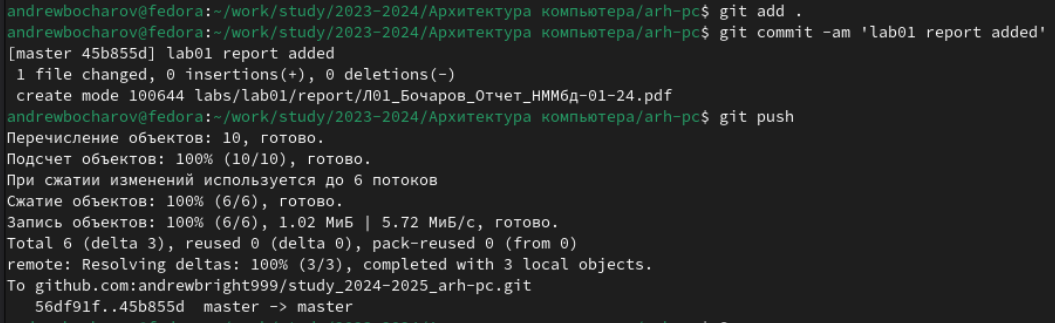 andrewbocharov@fedora:~/work/study/2023-2024/Архитектура компьютера/arh-pc$ git add .
andrewbocharov@fedora:~/work/study/2023-2024/Архитектура компьютера/arh-pc$ git commit -am 'lab01 report added'
[master 45b855d] lab01 report added
 1 file changed, 0 insertions(+), 0 deletions(-)
 create mode 100644 labs/lab01/report/Л01_Бочаров_Отчет_НММбд-01-24.pdf
andrewbocharov@fedora:~/work/study/2023-2024/Архитектура компьютера/arh-pc$ git push
Перечисление объектов: 10, готово.
Подсчет объектов: 100% (10/10), готово.
При сжатии изменений используется до 6 потоков
Сжатие объектов: 100% (6/6), готово.
Запись объектов: 100% (6/6), 1.02 МиБ | 5.72 МиБ/с, готово.
Total 6 (delta 3), reused 0 (delta 0), pack-reused 0 (from 0)
remote: Resolving deltas: 100% (3/3), completed with 3 local objects.
To github.com:andrewbright999/study_2024-2025_arh-pc.git
   56df91f..45b855d  master -> master